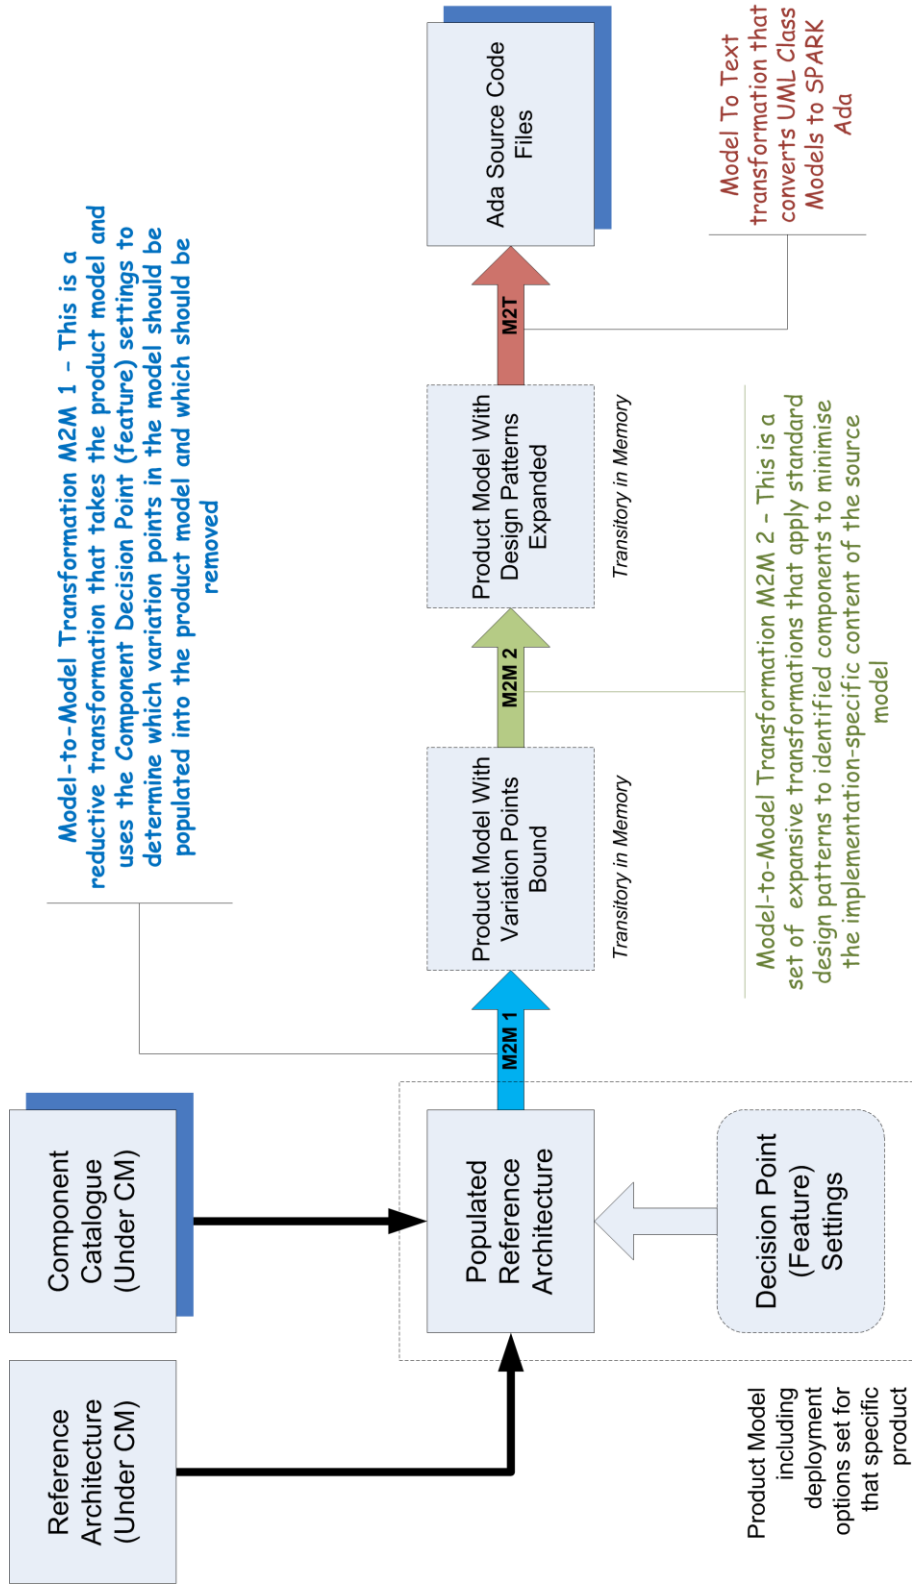 Reference
Architecture
(Under CM)
Component
Catalogue
(Under CM)
Model-to-Model Transformation M2M 1 – This is a
reductive transformation that takes the product model and
uses the Component Decision Point (feature) settings to
determine which variation points in the model should be
populated into the product model and which should be
removed
Populated
Reference
Architecture
M2M 1
Product Model With
Variation Points
Bound
Transitory in Memory
M2M 2
Product Model With
Design Patterns
Expanded
Transitory in Memory
M2T
Ada Source Code
Files
Product Model
including
deployment
options set for
that specific
product
Decision Point
(Feature)
Settings
Model-to-Model Transformation M2M 2 – This is a
set of expansive transformations that apply standard
design patterns to identified components to minimise
the implementation-specific content of the source
model
Model To Text
transformation that
converts UML Class
Models to SPARK
Ada